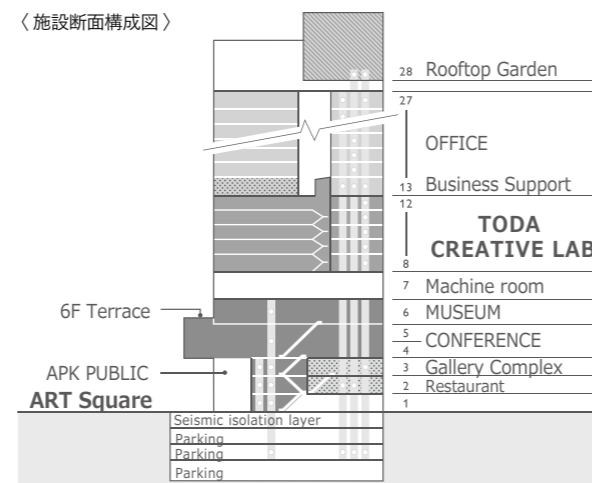 〈 施設断面構成図 〉
28 Rooftop Garden
27
OFFICE
13 Business Support
12
TODA
CREATIVE LAB
8
7 Machine room
6F Terrace
6 MUSEUM
5
CONFERENCE
4
APK PUBLIC
3 Gallery Complex
ART Square
2 Restaurant
1
Seismic isolation layer
Parking
Parking
Parking